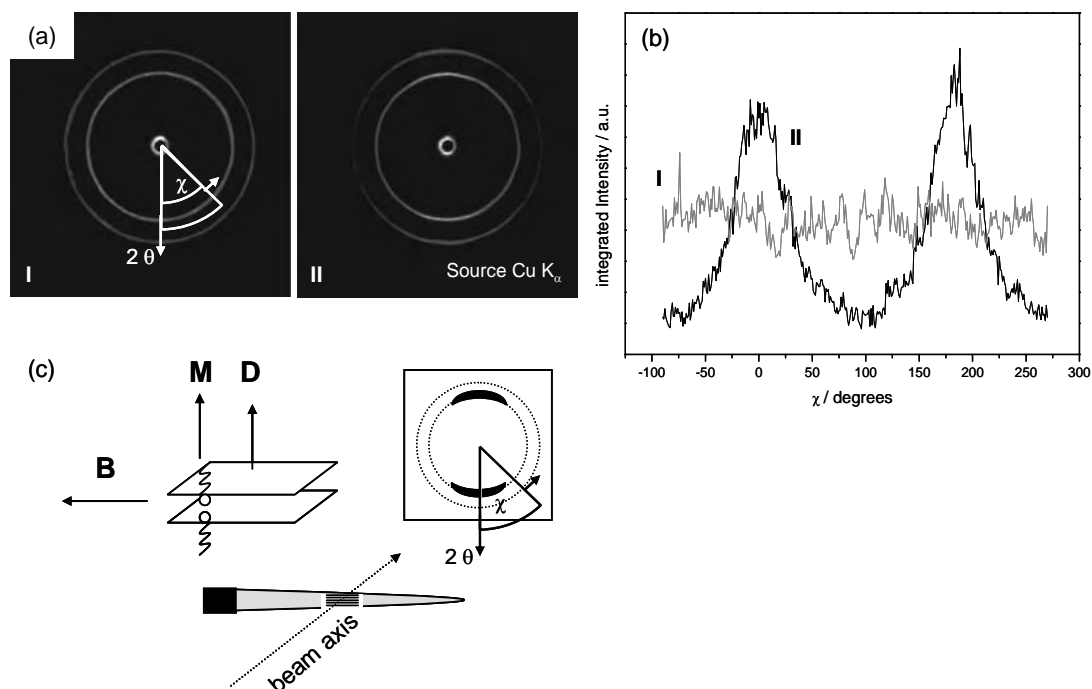 (a)
χ
2 θ
I
II
Source Cu Kα
(b)
integrated Intensity / a.u.
I
II
-100 -50 0 50 100 150 200 250 300
χ / degrees
(c)
M D
B
χ
2 θ
beam axis